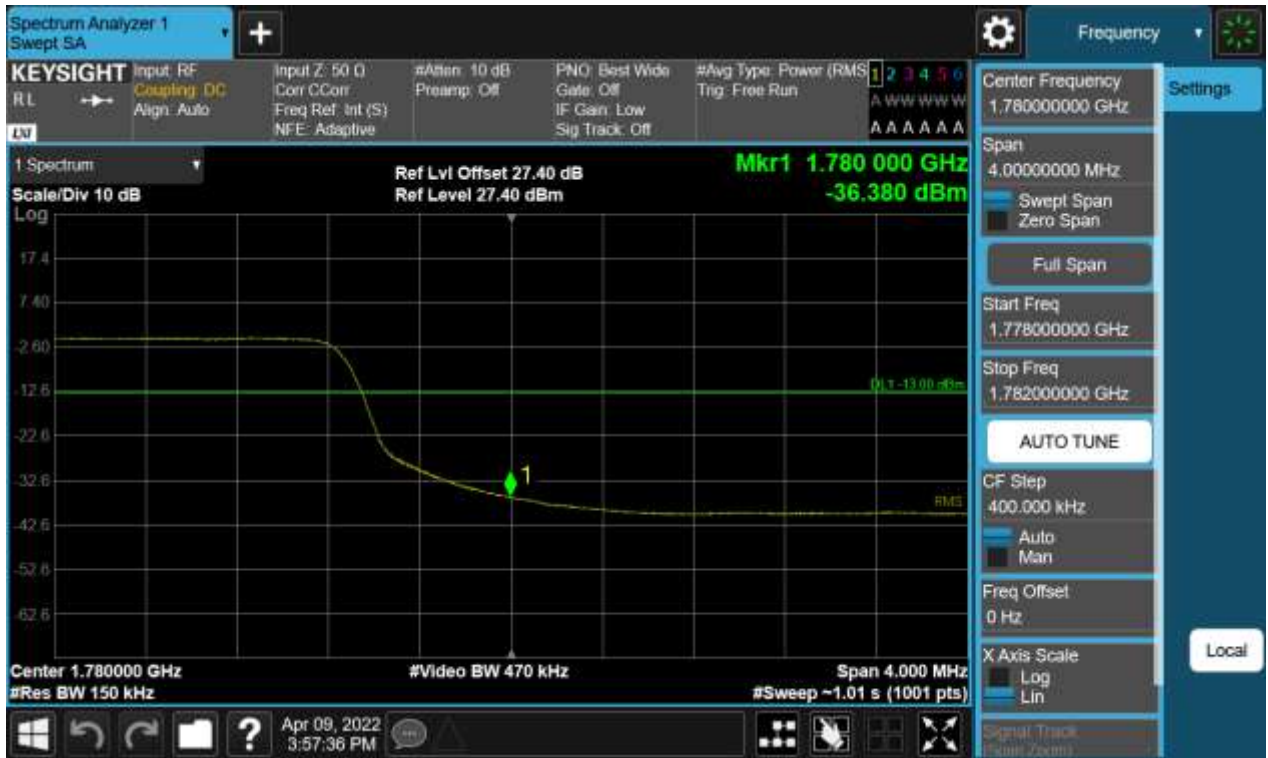 Spectrum Analyzer 1
Swept SA
+
Frequency
KEYSIGHT
RL
LXI
Input: RF
Coupling: DC
Align: Auto
Input Z: 50 Ω
Corr CCorr
Freq Ref: Int (S)
NFE: Adaptive
#Atten: 10 dB
Preamp: Off
PNO: Best Wide
Gate: Off
IF Gain: Low
Sig Track: Off
#Avg Type: Power (RMS
Trig: Free Run
1 2 3 4 5 6
A W W W W W
A A A A A A
1 Spectrum
Scale/Div 10 dB
Log
Ref Lvl Offset 27.40 dB
Ref Level 27.40 dBm
Mkr1 1.780 000 GHz
-36.380 dBm
17.4
7.40
-2.60
-12.6
-22.6
-32.6
-42.6
-52.6
-62.6
DL1 -13.00 dBm
1
RMS
Center 1.780000 GHz
#Res BW 150 kHz
#Video BW 470 kHz
Span 4.000 MHz
#Sweep ~1.01 s (1001 pts)
Center Frequency
1.780000000 GHz
Settings
Span
4.00000000 MHz
Swept Span
Zero Span
Full Span
Start Freq
1.778000000 GHz
Stop Freq
1.782000000 GHz
AUTO TUNE
CF Step
400.000 kHz
Auto
Man
Freq Offset
0 Hz
X Axis Scale
Log
Lin
Local
Signal Track
(Span Zoom)
?
Apr 09, 2022
3:57:36 PM